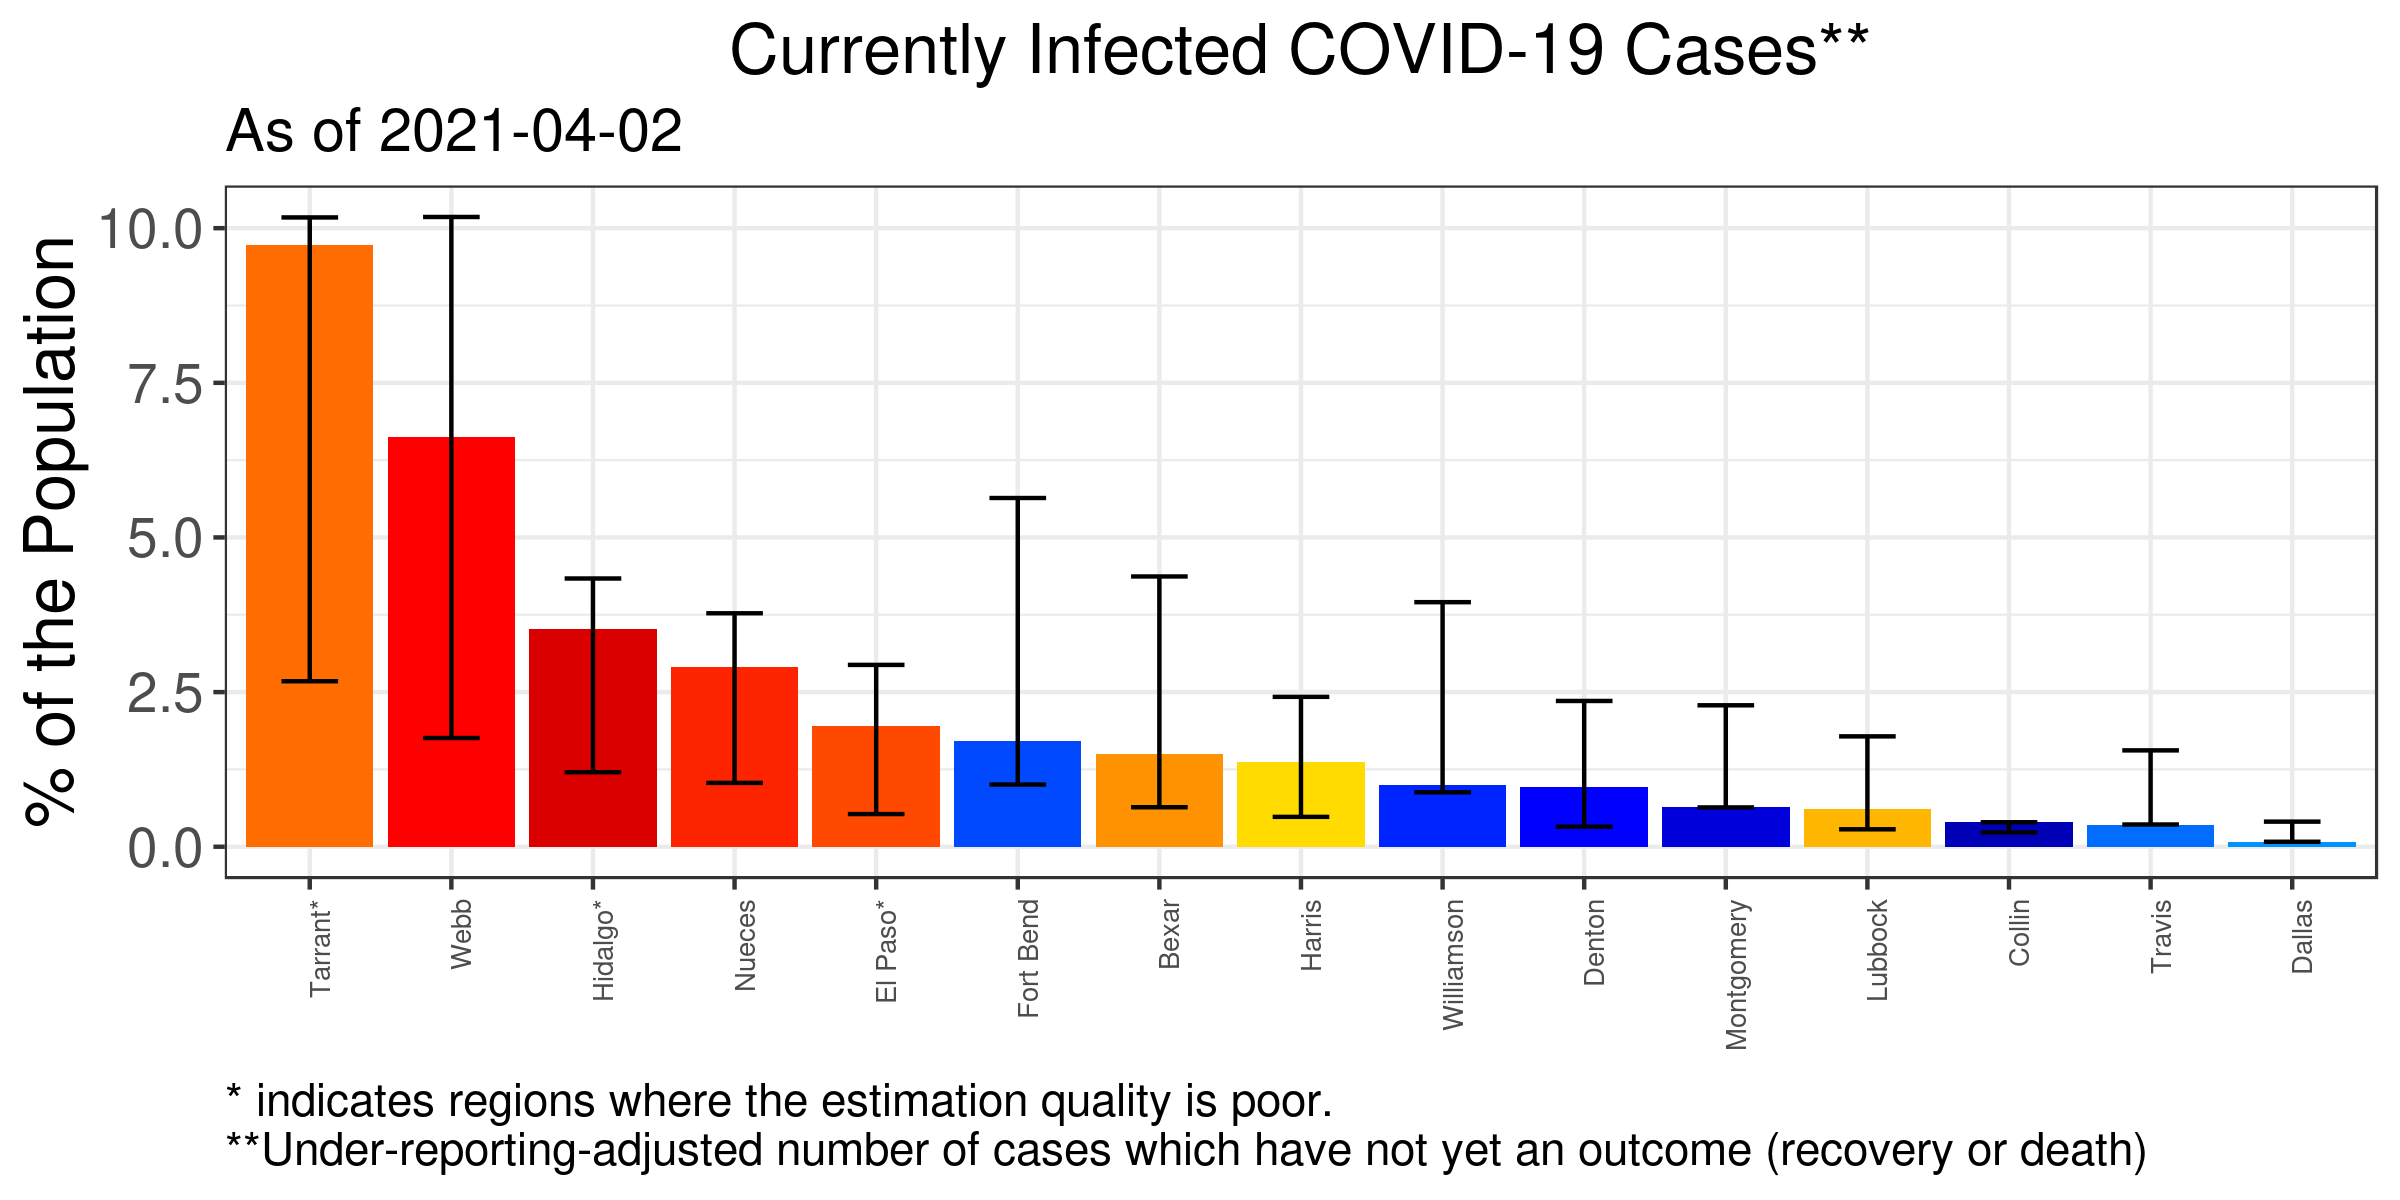 Currently Infected COVID-19 Cases**
As of 2021-04-02
% of the Population
10.0
7.5
5.0
2.5
0.0
Tarrant*
Webb
Hidalgo*
Nueces
El Paso*
Fort Bend
Bexar
Harris
Williamson
Denton
Montgomery
Lubbock
Collin
Travis
Dallas
* indicates regions where the estimation quality is poor.
**Under-reporting-adjusted number of cases which have not yet an outcome (recovery or death)